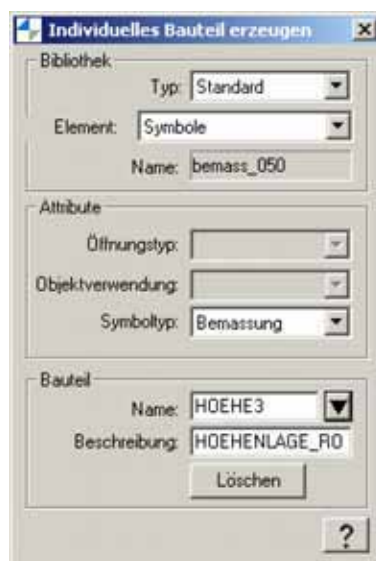 Individuelles Bauteil erzeugen
Bibliothek
Typ: Standard
Element: Symbole
Name: bemass_050
Attribute
Öffnungstyp:
Objektverwendung:
Symboltyp: Bemassung
Bauteil
Name: HOEHE3
Beschreibung: HOEHENLAGE_RO
Löschen
?